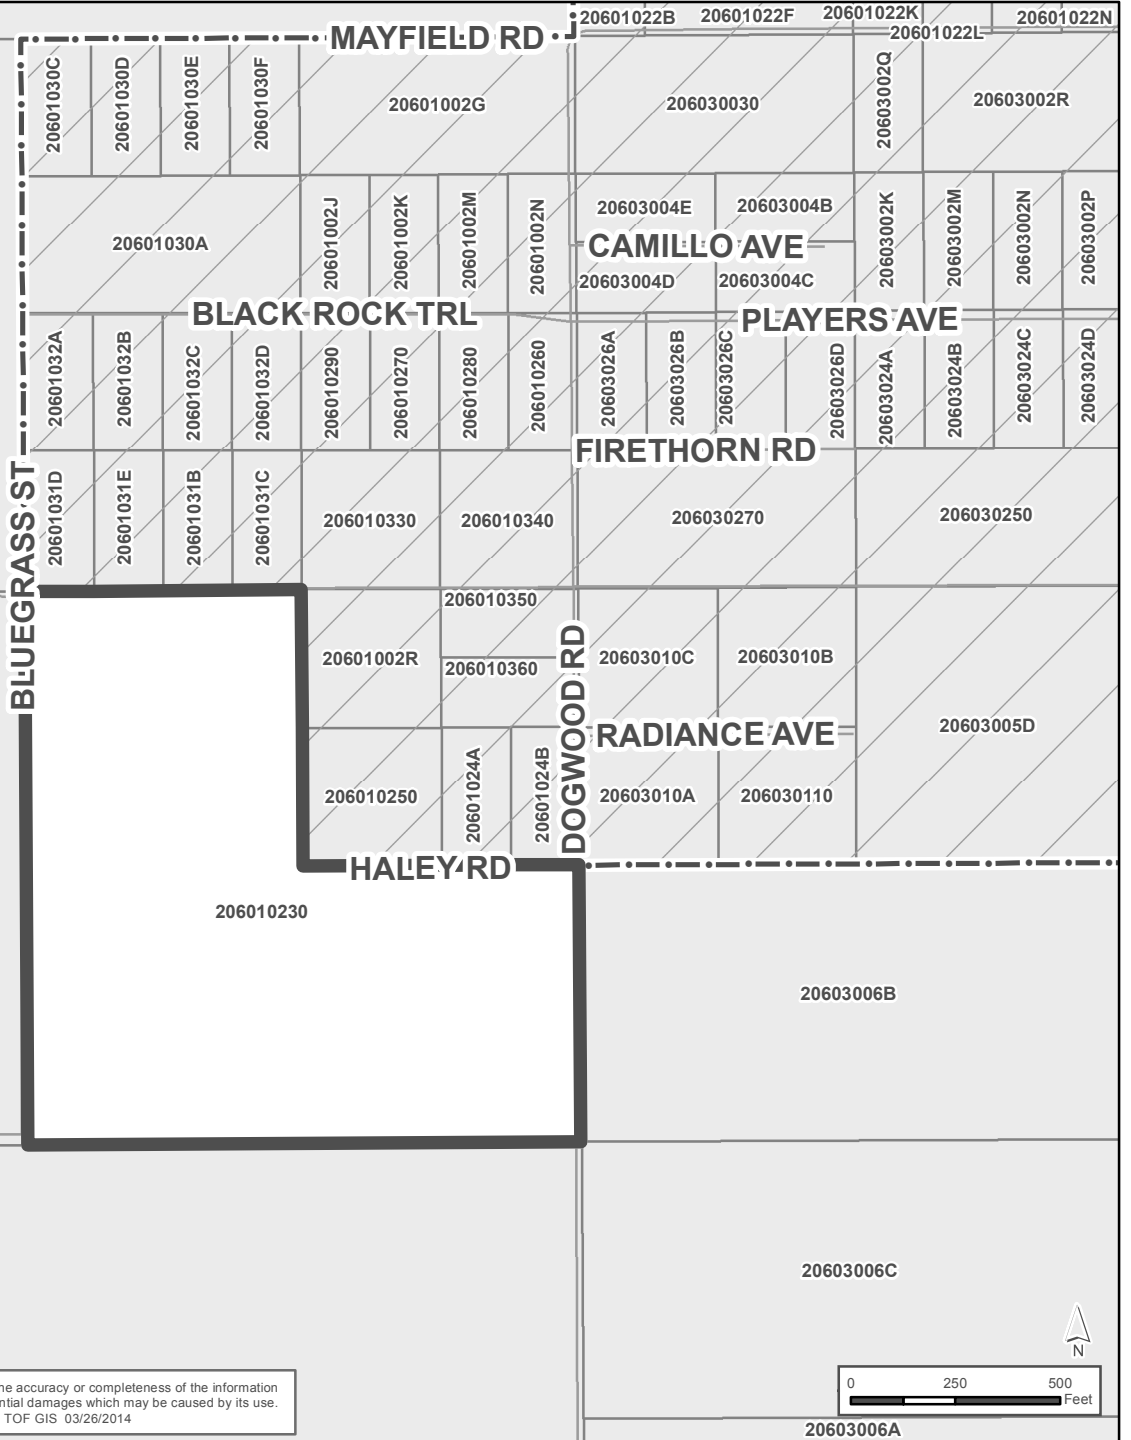 20601022B
20601022F
20601022K
20601022N
20601022L
MAYFIELD RD
20601030C
20601030D
20601030E
20601030F
20601002G
206030030
20603002Q
20603002R
20601030A
20601002J
20601002K
20601002M
20601002N
20603004E
20603004B
CAMILLO AVE
20603004D
20603004C
20603002K
20603002M
20603002N
20603002P
BLACK ROCK TRL
PLAYERS AVE
20601032A
20601032B
20601032C
20601032D
206010290
206010270
206010280
206010260
20603026A
20603026B
20603026C
20603026D
20603024A
20603024B
20603024C
20603024D
FIRETHORN RD
BLUEGRASS ST
20601031D
20601031E
20601031B
20601031C
206010330
206010340
206030270
206030250
206010350
20601002R
206010360
DOGWOOD RD
20603010C
20603010B
RADIANCE AVE
20603005D
206010250
20601024A
20601024B
20603010A
206030110
HALEY RD
206010230
20603006B
20603006C
N
0 250 500
Feet
20603006A
he accuracy or completeness of the information
ntial damages which may be caused by its use.
TOF GIS 03/26/2014